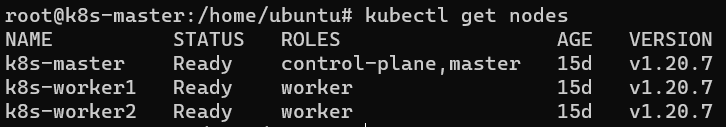 root@k8s-master:/home/ubuntu# kubectl get nodes
NAME STATUS ROLES AGE VERSION
k8s-master Ready control-plane,master 15d v1.20.7
k8s-worker1 Ready worker 15d v1.20.7
k8s-worker2 Ready worker 15d v1.20.7